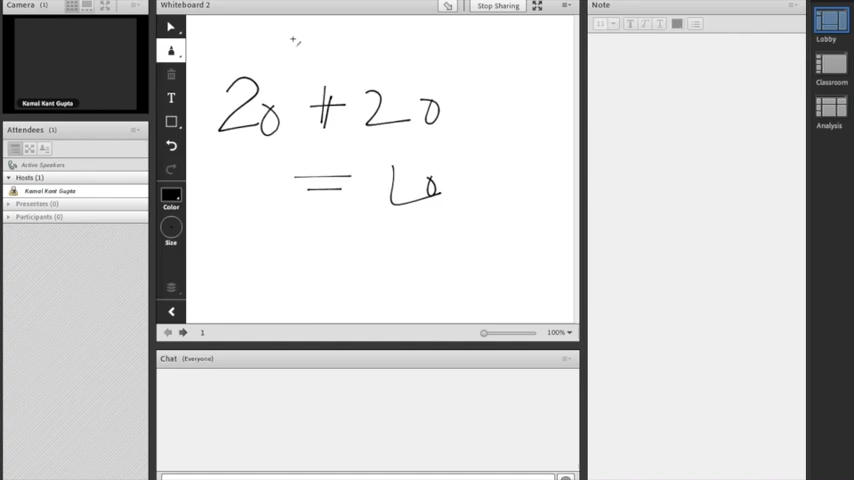 Camera (1)
Whiteboard 2
Stop Sharing
Note
Kamal Kant Gupta
Attendees (1)
Active Speakers
Hosts (1)
Kamal Kant Gupta
Presenters (0)
Participants (0)
T
Color
Size
20 + 20
=
1
100%
Chat (Everyone)
11
T T T
Lobby
Classroom
Analysis